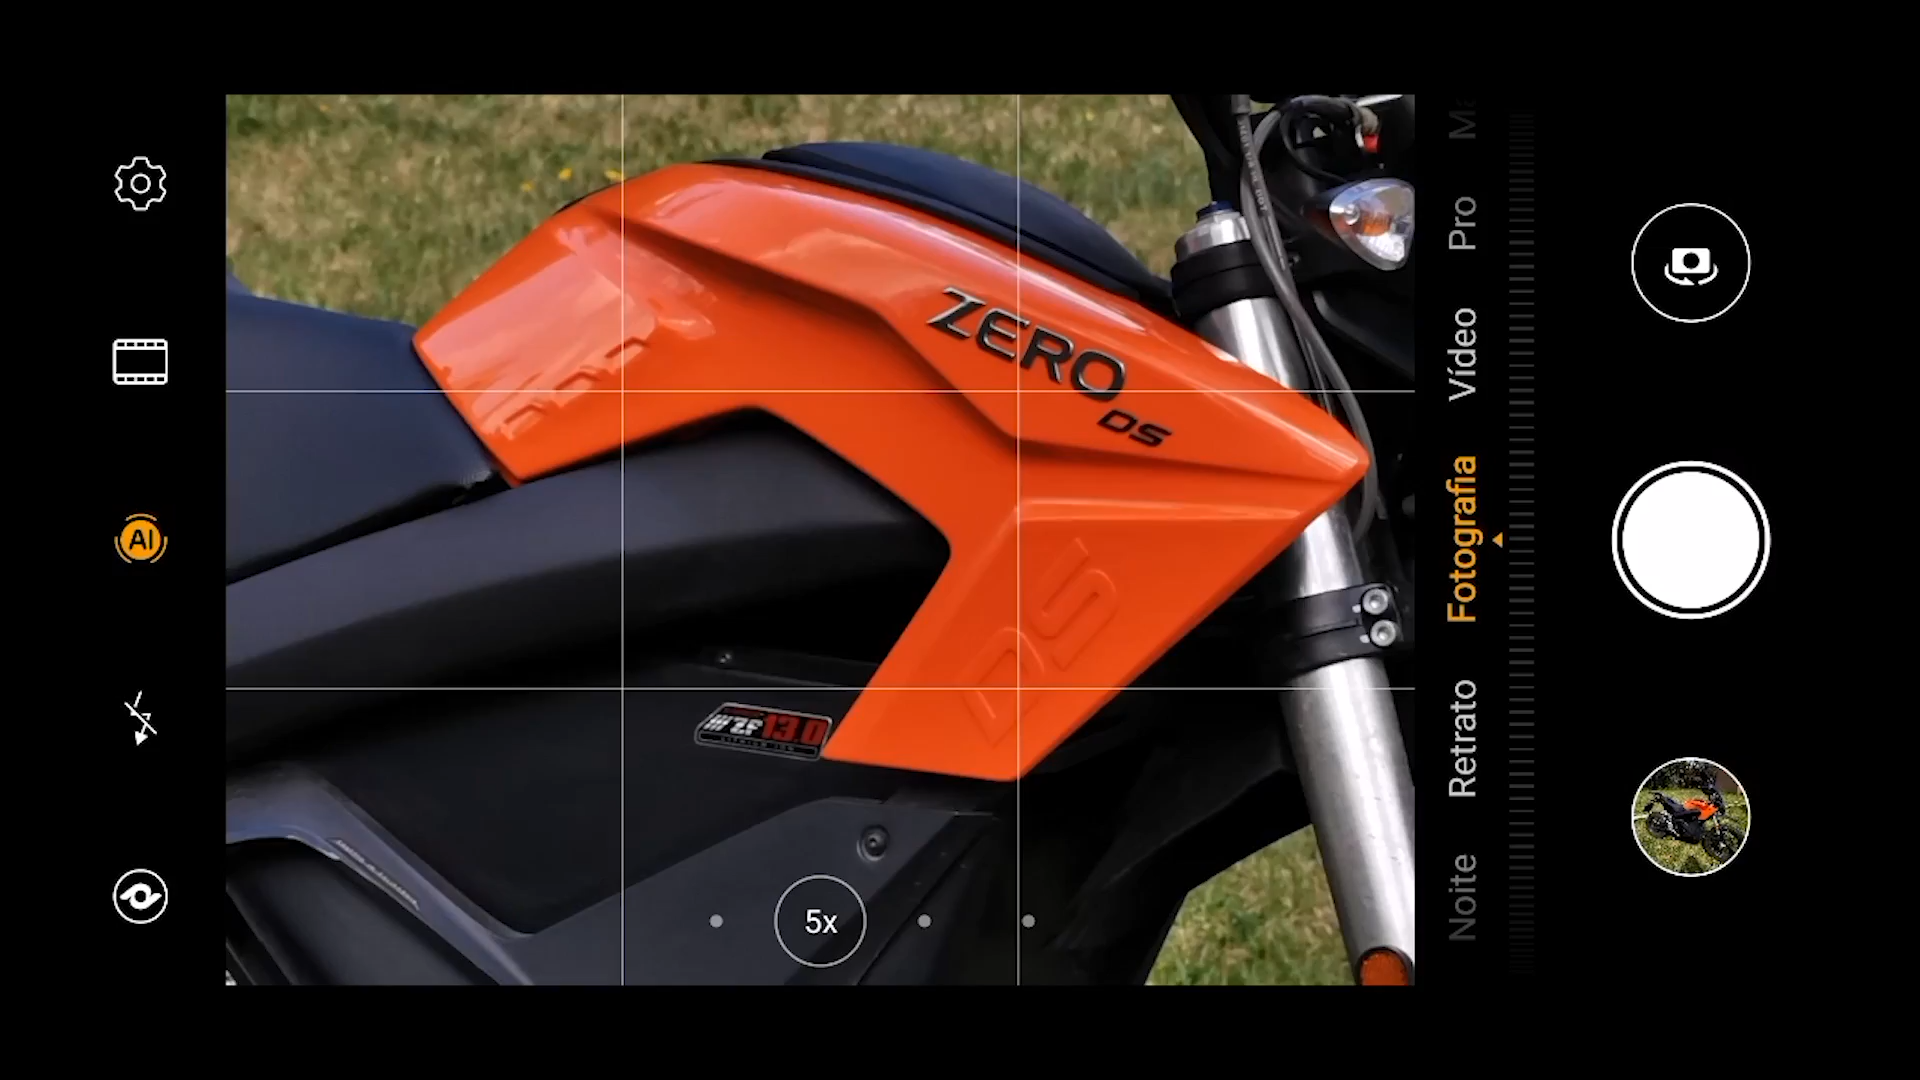 AI
ZERO
DS
DS
ZF13.0
5x
Pro
Vídeo
Fotografia
Retrato
Noite